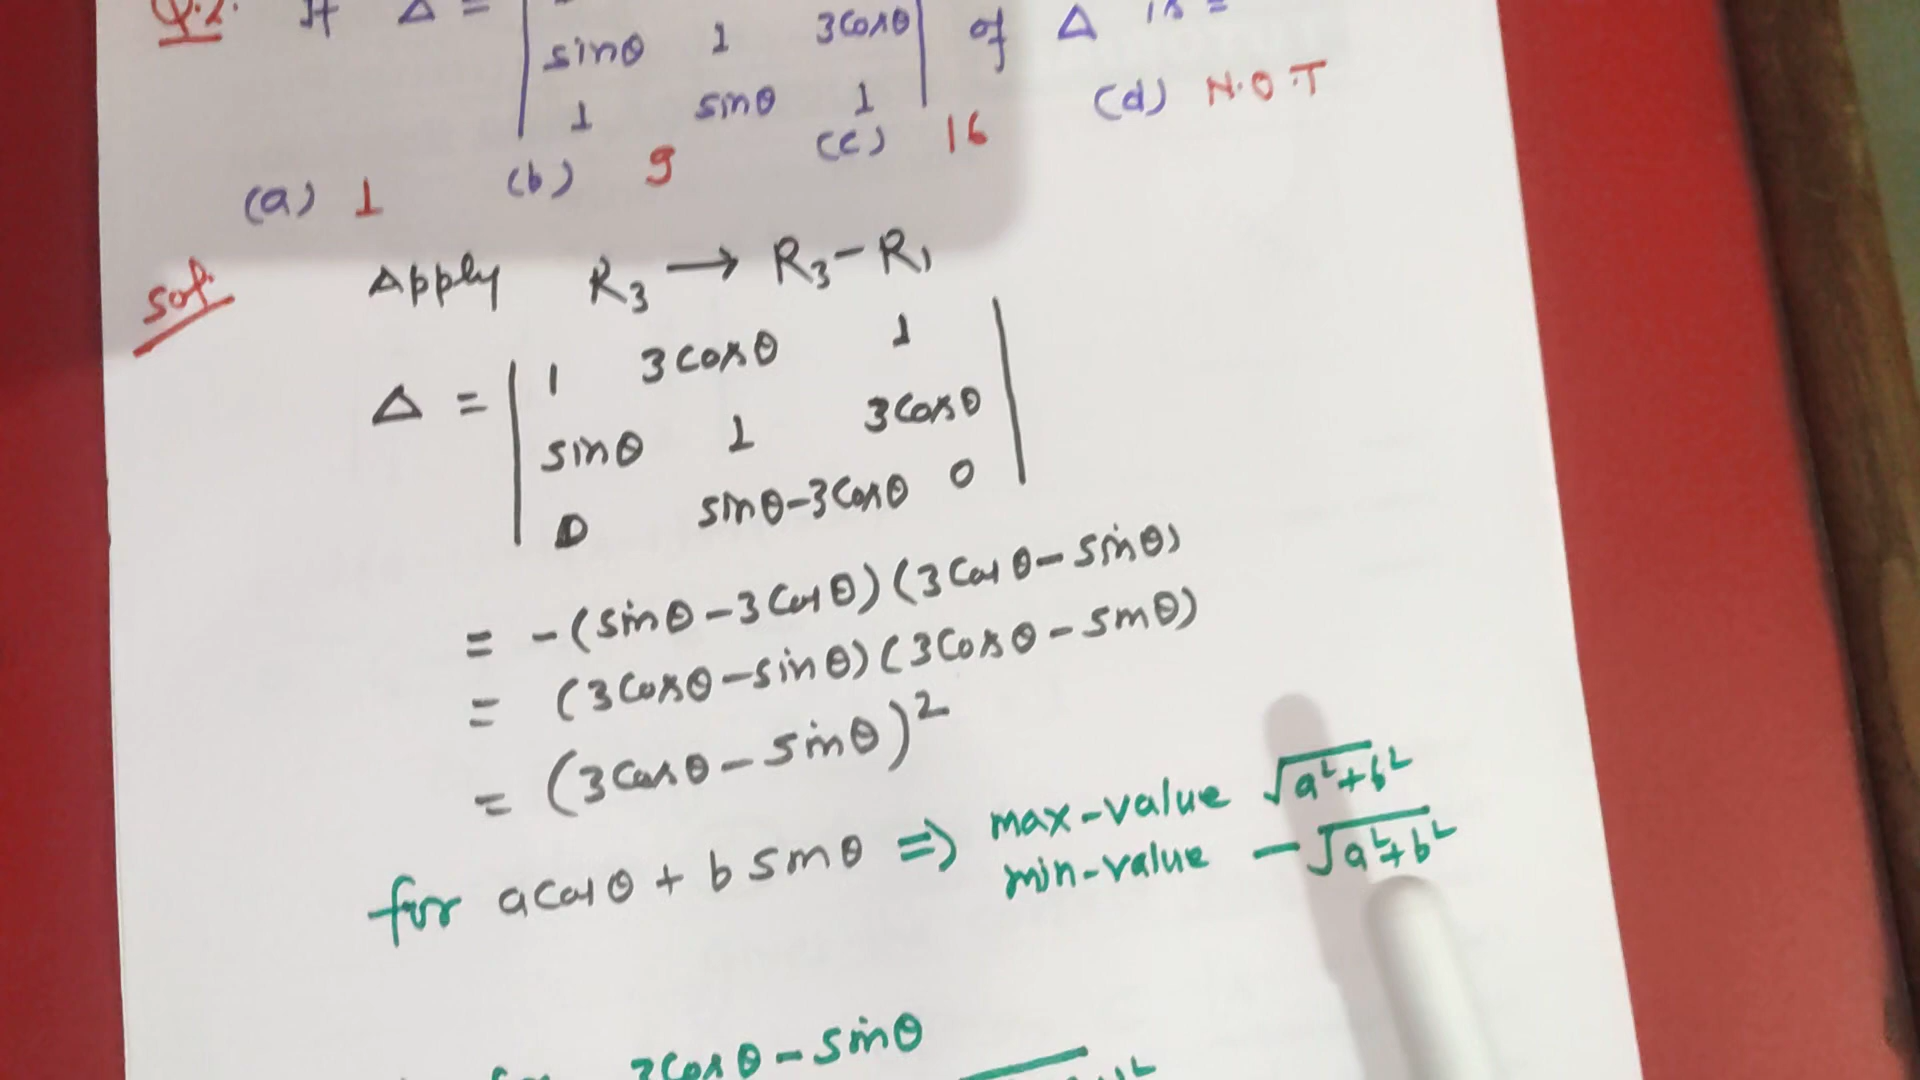 Q.2. If Δ =
sinθ 1 3cosθ of Δ is =
1 sinθ 1
(a) 1 (b) 9 (c) 16 (d) N.O.T
Sol. Apply R₃ → R₃-R₁
1 3cosθ 1
Δ = sinθ 1 3cosθ
0 sinθ-3cosθ 0
= -(sinθ-3cosθ)(3cosθ-sinθ)
= (3cosθ-sinθ)(3cosθ-sinθ)
= (3cosθ-sinθ)²
for acosθ + b sinθ ⇒ max-value √a²+b²
min-value -√a²+b²
3cosθ-sinθ